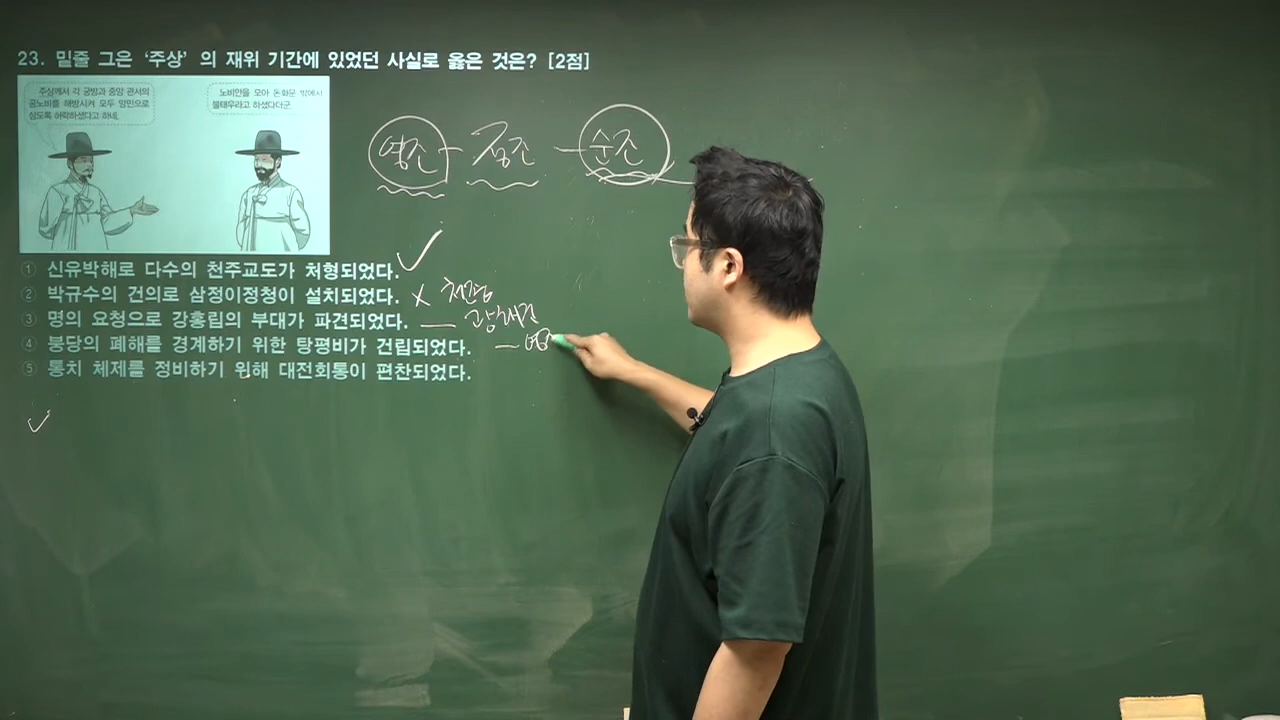 23. 밑줄 그은 '주상' 의 재위 기간에 있었던 사실로 옳은 것은? [2점]
주상께서 각 궁방과 중앙 관서의
공노비를 해방시켜 모두 양민으로
삼도록 허락하셨다고 하네.
노비안을 모아 돈화문 밖에서
불태우라고 하셨다더군.
영조 - 정조 - 순조
① 신유박해로 다수의 천주교도가 처형되었다.
② 박규수의 건의로 삼정이정청이 설치되었다. × 철종
③ 명의 요청으로 강홍립의 부대가 파견되었다. — 광해군
④ 붕당의 폐해를 경계하기 위한 탕평비가 건립되었다. — 영
⑤ 통치 체제를 정비하기 위해 대전회통이 편찬되었다.